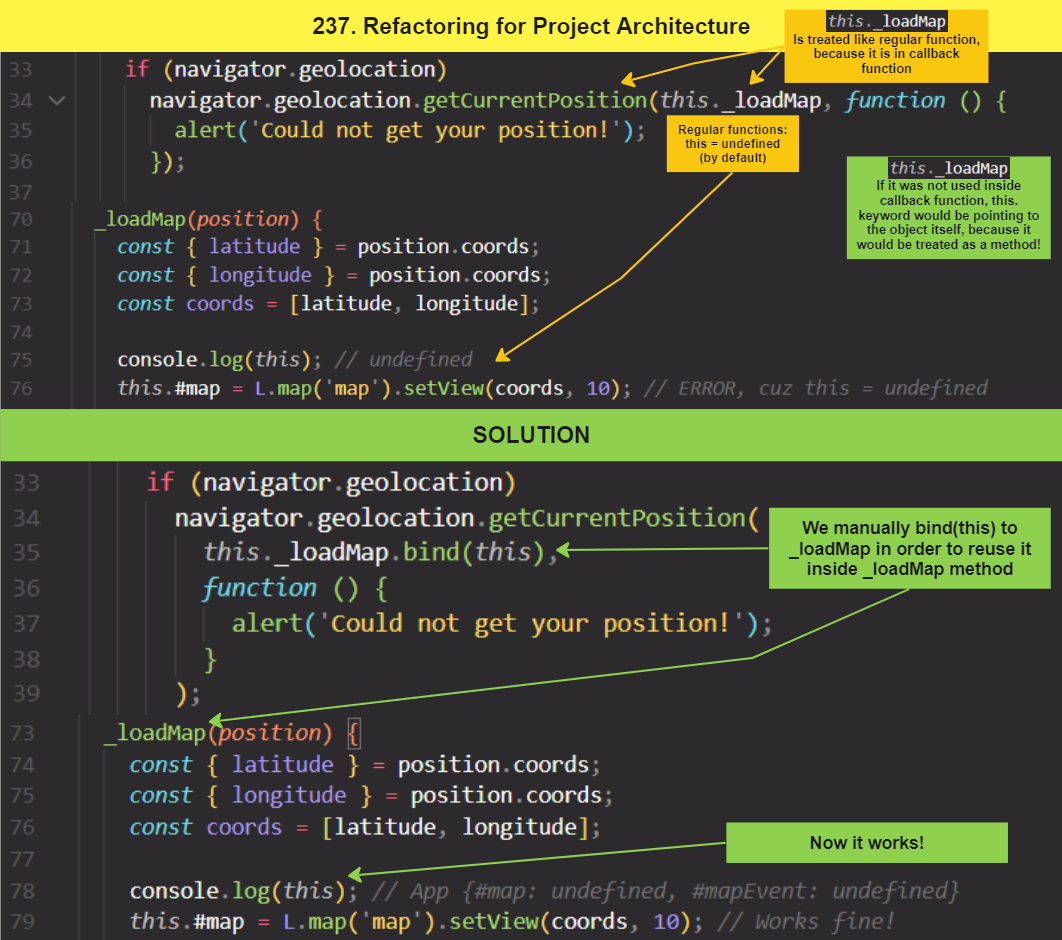 237. Refactoring for Project Architecture
this._loadMap
Is treated like regular function,
because it is in callback
function
33 if (navigator.geolocation)
34 navigator.geolocation.getCurrentPosition(this._loadMap, function () {
35 alert('Could not get your position!');
36 });
37
Regular functions:
this = undefined
(by default)
this._loadMap
If it was not used inside
callback function, this.
keyword would be pointing to
the object itself, because it
would be treated as a method!
70 _loadMap(position) {
71 const { latitude } = position.coords;
72 const { longitude } = position.coords;
73 const coords = [latitude, longitude];
74
75 console.log(this); // undefined
76 this.#map = L.map('map').setView(coords, 10); // ERROR, cuz this = undefined
SOLUTION
33 if (navigator.geolocation)
34 navigator.geolocation.getCurrentPosition(
35 this._loadMap.bind(this),
36 function () {
37 alert('Could not get your position!');
38 }
39 );
We manually bind(this) to
_loadMap in order to reuse it
inside _loadMap method
73 _loadMap(position) {
74 const { latitude } = position.coords;
75 const { longitude } = position.coords;
76 const coords = [latitude, longitude];
77
Now it works!
78 console.log(this); // App {#map: undefined, #mapEvent: undefined}
79 this.#map = L.map('map').setView(coords, 10); // Works fine!